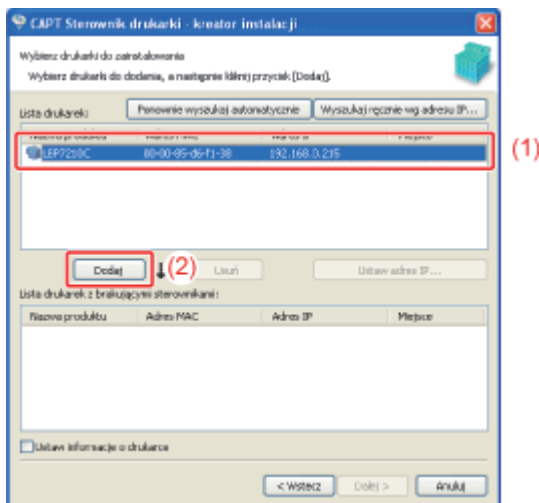 CAPT Sterownik drukarki - kreator instalacji
Wybierz drukarki do zainstalowania
Wybierz drukarki do dodania, a następnie kliknij przycisk [Dodaj].
Lista drukarek:
Ponownie wyszukaj automatycznie
Wyszukaj ręcznie wg adresu IP...
LBP7210C 00-00-85-d6-f1-38 192.168.0.215
(1)
Dodaj
(2)
Usuń
Ustaw adres IP...
Lista drukarek z brakującymi sterownikami:
Nazwa produktu Adres MAC Adres IP Miejsce
Ustaw informacje o drukarce
< Wstecz
Dalej >
Anuluj